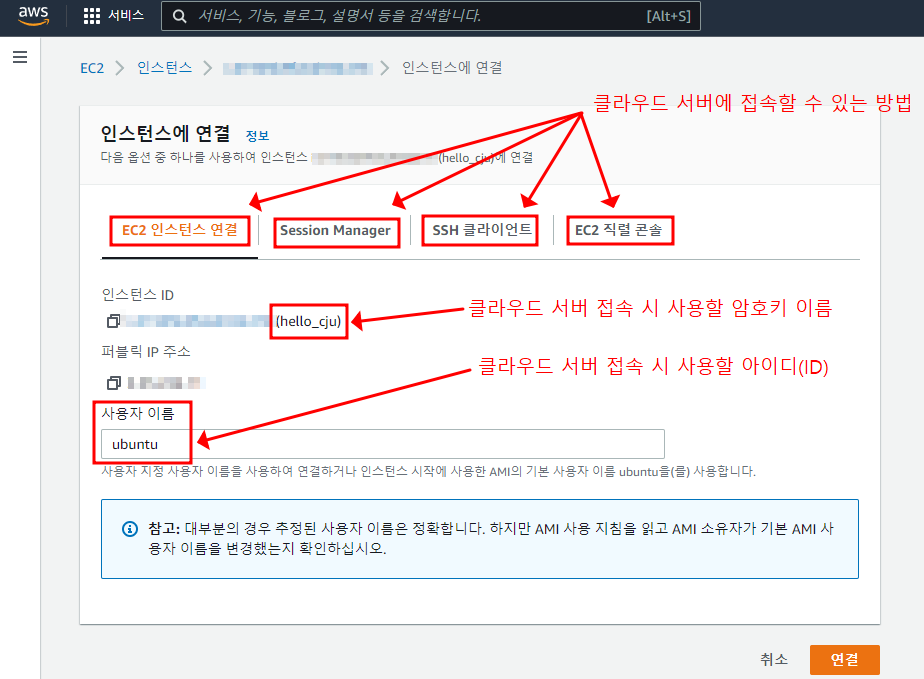 aws
서비스
서비스, 기능, 블로그, 설명서 등을 검색합니다.
[Alt+S]
EC2 > 인스턴스 > > 인스턴스에 연결
클라우드 서버에 접속할 수 있는 방법
인스턴스에 연결 정보
다음 옵션 중 하나를 사용하여 인스턴스 (hello_cju)에 연결
EC2 인스턴스 연결
Session Manager
SSH 클라이언트
EC2 직렬 콘솔
인스턴스 ID
(hello_cju)
클라우드 서버 접속 시 사용할 암호키 이름
퍼블릭 IP 주소
클라우드 서버 접속 시 사용할 아이디(ID)
사용자 이름
ubuntu
사용자 지정 사용자 이름을 사용하여 연결하거나 인스턴스 시작에 사용한 AMI의 기본 사용자 이름 ubuntu을(를) 사용합니다.
참고: 대부분의 경우 추정된 사용자 이름은 정확합니다. 하지만 AMI 사용 지침을 읽고 AMI 소유자가 기본 AMI 사
용자 이름을 변경했는지 확인하십시오.
취소
연결